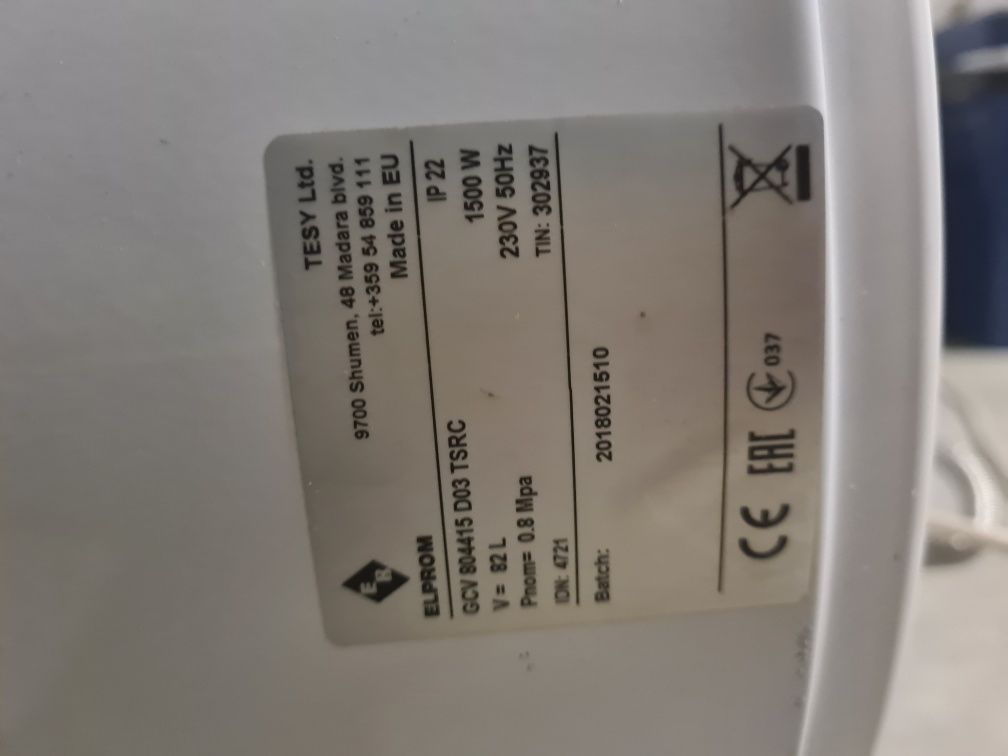 TESY Ltd.
9700 Shumen, 48 Madara blvd.
tel:+359 54 859 111
Made in EU
EP
ELPROM IP 22
GCV 804415 D03 TSRC 1500 W
V = 82 L 230V 50Hz
Pnom= 0.8 Mpa TIN: 302937
IDN: 4721
Batch: 2018021510
CE EAC 037